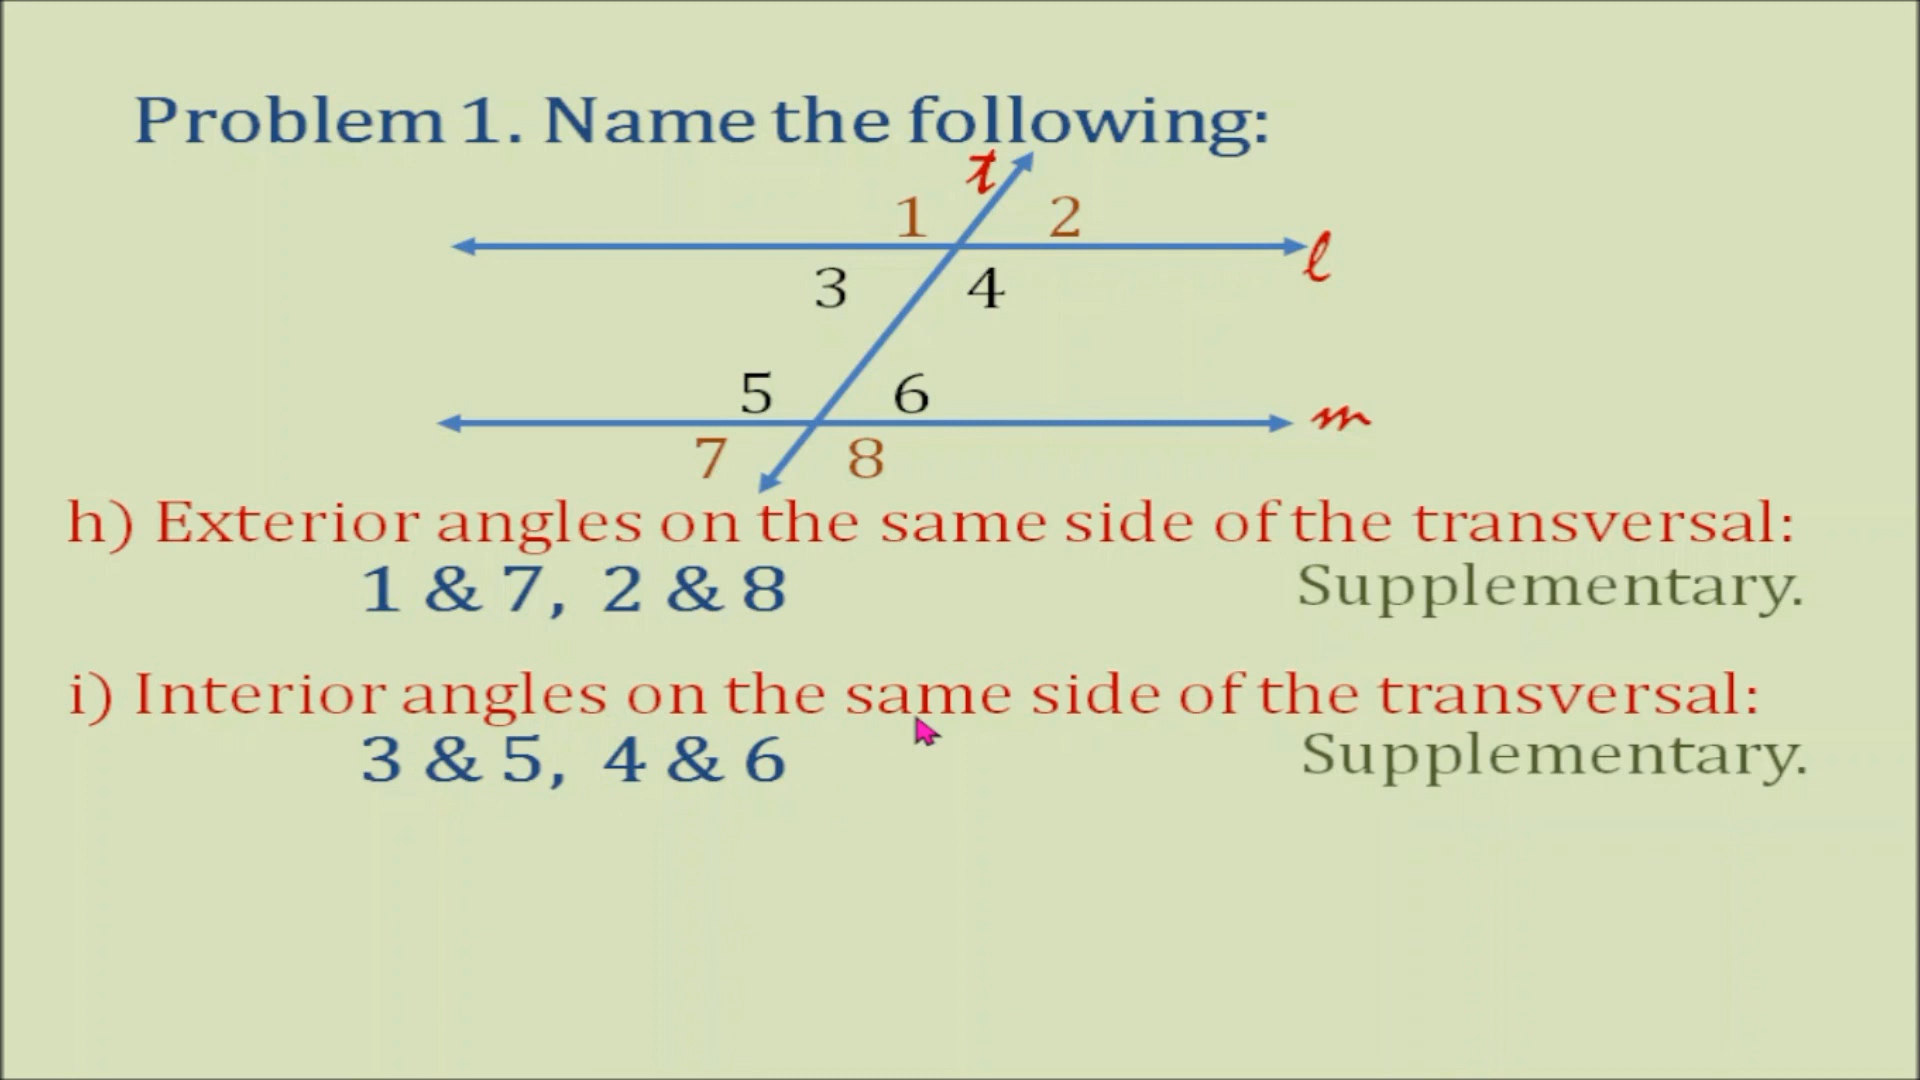 Problem 1. Name the following:
t
1 2
l
3 4
5 6
m
7 8
h) Exterior angles on the same side of the transversal:
1 & 7, 2 & 8 Supplementary.
i) Interior angles on the same side of the transversal:
3 & 5, 4 & 6 Supplementary.